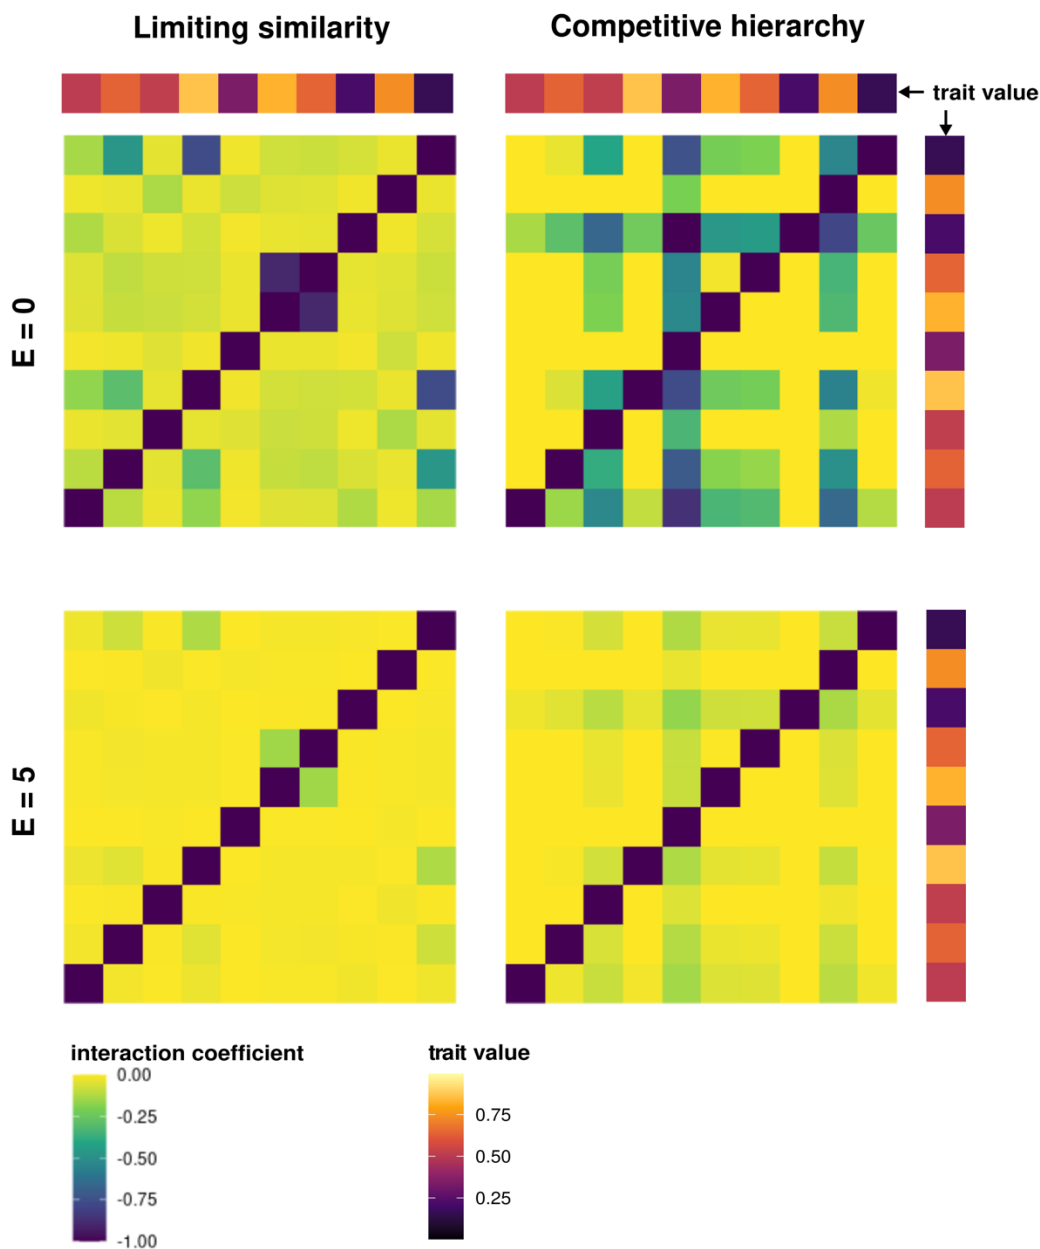 Limiting similarity
Competitive hierarchy
trait value
E = 0
E = 5
interaction coefficient
0.00
-0.25
-0.50
-0.75
-1.00
trait value
0.75
0.50
0.25